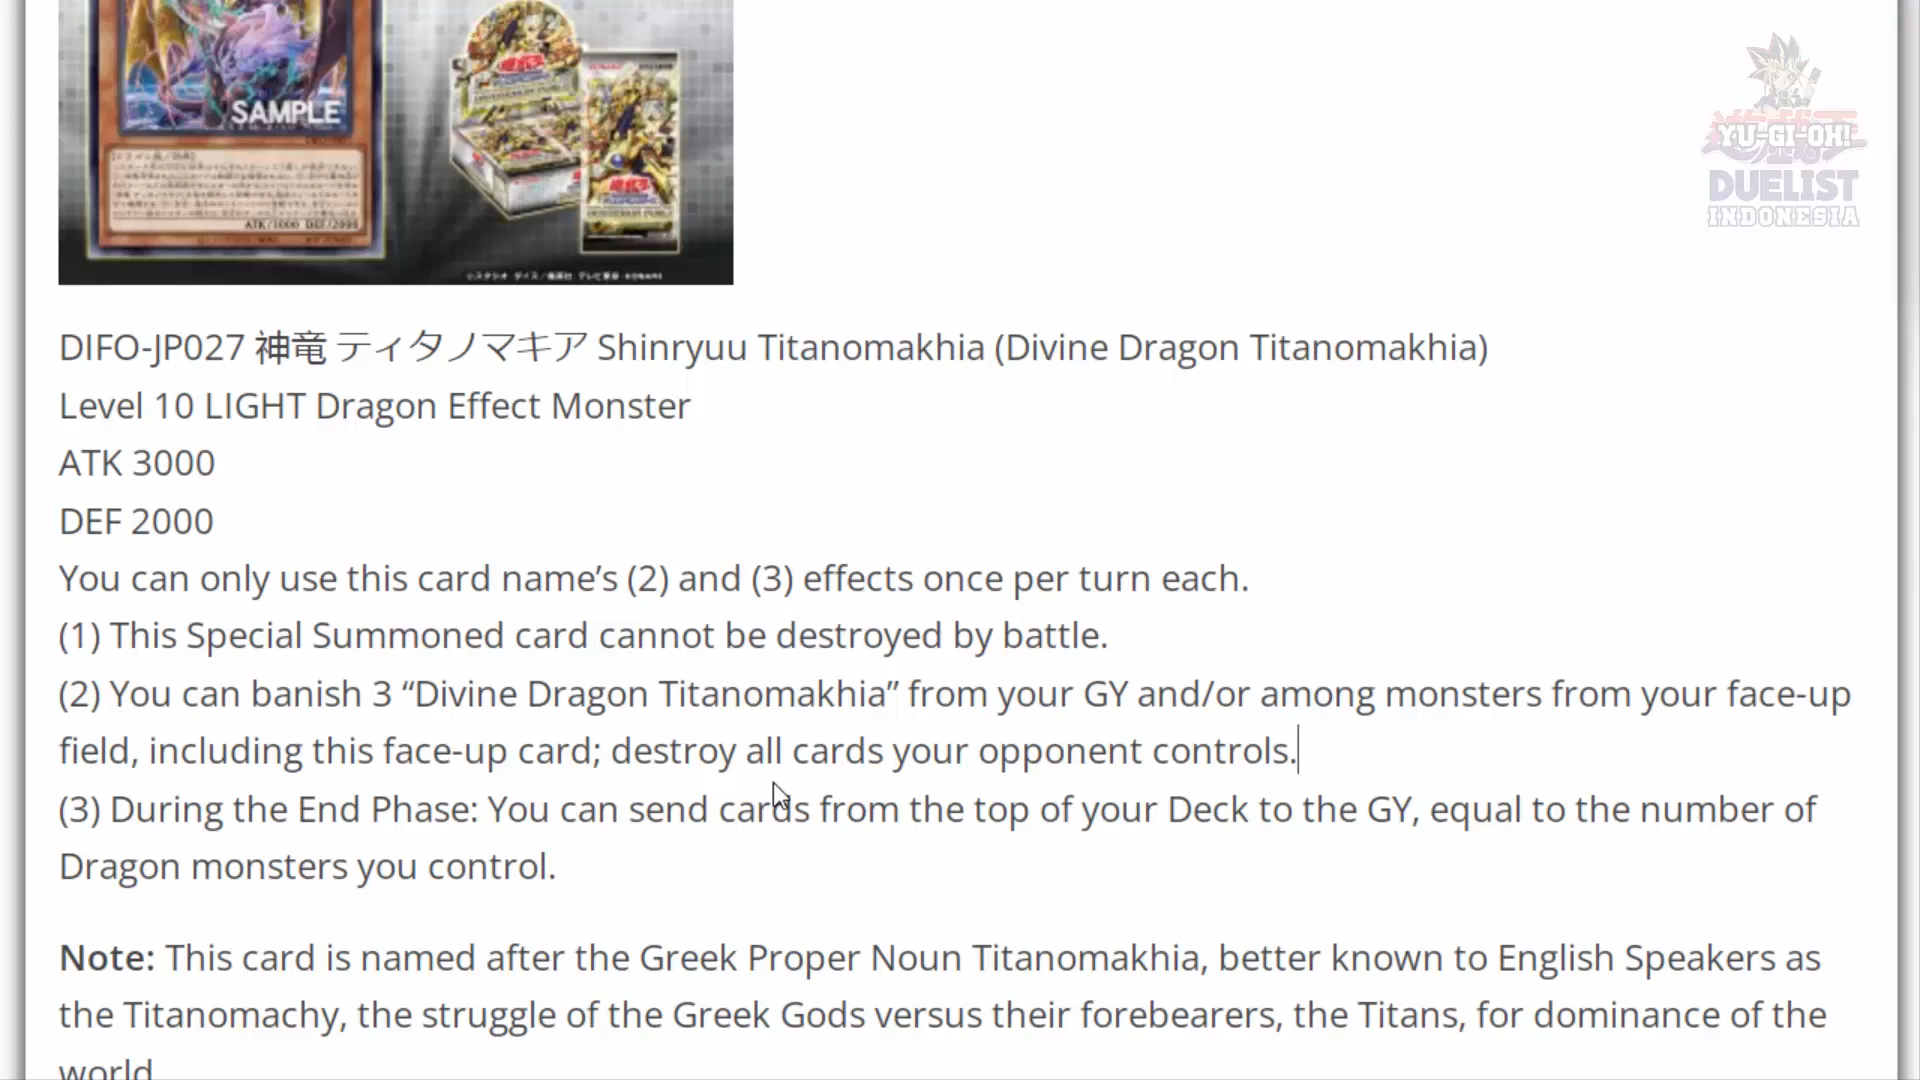 SAMPLE
ATK/3000 DEF/2000
YU-GI-OH!
DUELIST
INDONESIA
DIFO-JP027 神竜 ティタノマキア Shinryuu Titanomakhia (Divine Dragon Titanomakhia)
Level 10 LIGHT Dragon Effect Monster
ATK 3000
DEF 2000
You can only use this card name’s (2) and (3) effects once per turn each.
(1) This Special Summoned card cannot be destroyed by battle.
(2) You can banish 3 “Divine Dragon Titanomakhia” from your GY and/or among monsters from your face-up
field, including this face-up card; destroy all cards your opponent controls.
(3) During the End Phase: You can send cards from the top of your Deck to the GY, equal to the number of
Dragon monsters you control.
Note: This card is named after the Greek Proper Noun Titanomakhia, better known to English Speakers as
the Titanomachy, the struggle of the Greek Gods versus their forebearers, the Titans, for dominance of the
world